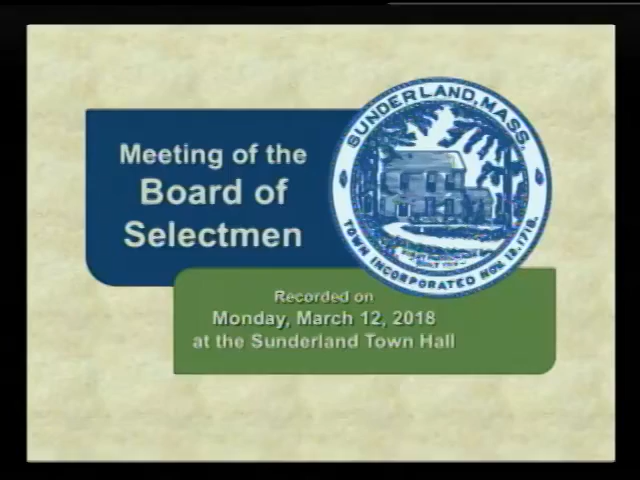 Meeting of the
Board of
Selectmen
SUNDERLAND, MASS.
TOWN INCORPORATED NOV. 12, 1718.
Recorded on
Monday, March 12, 2018
at the Sunderland Town Hall